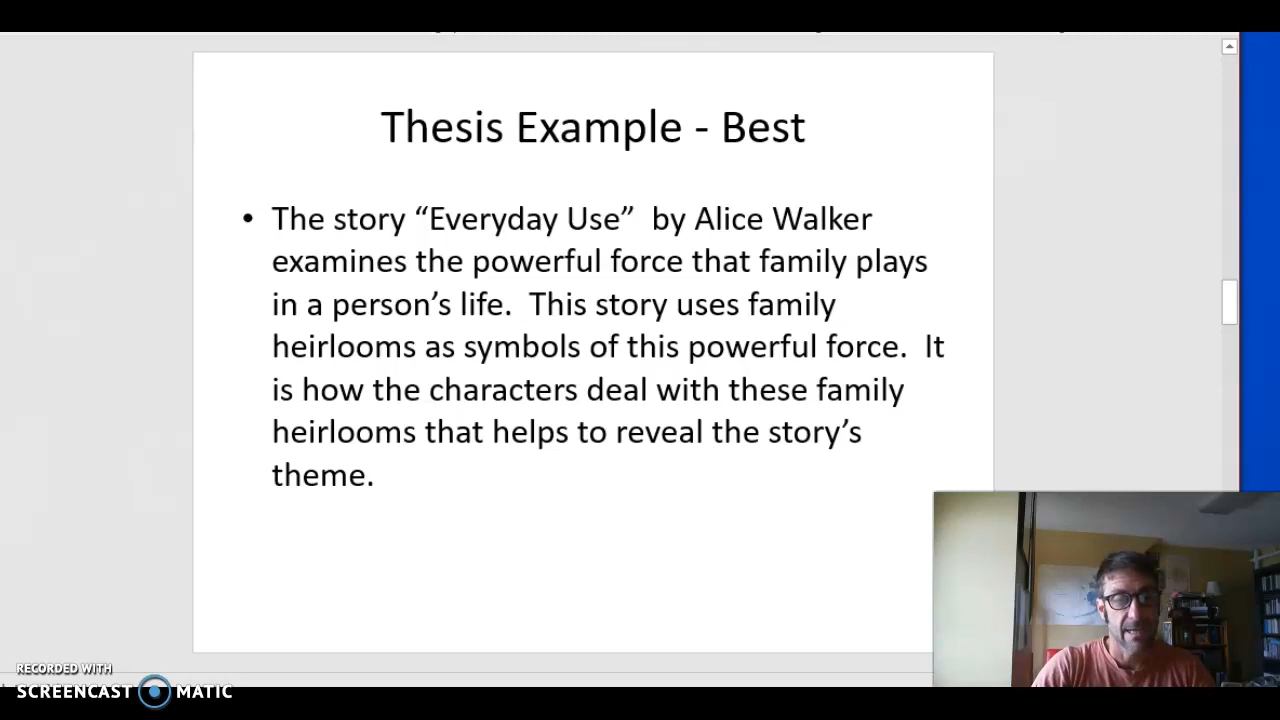 Thesis Example - Best
• The story “Everyday Use”  by Alice Walker
examines the powerful force that family plays
in a person’s life.  This story uses family
heirlooms as symbols of this powerful force.  It
is how the characters deal with these family
heirlooms that helps to reveal the story’s
theme.
RECORDED WITH
SCREENCAST MATIC